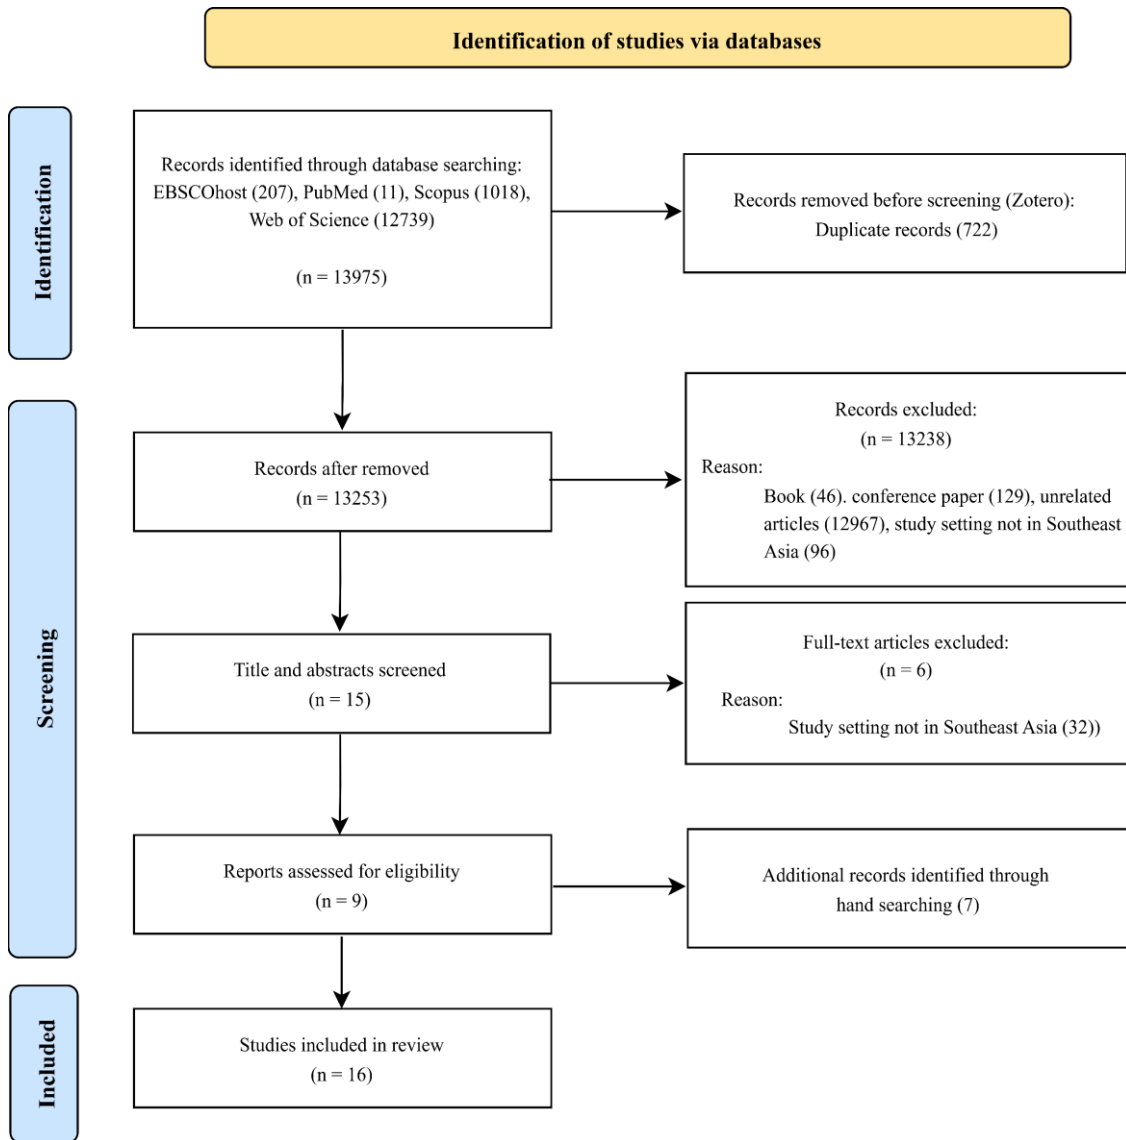 Identification of studies via databases
Identification
Records identified through database searching:
EBSCOhost (207), PubMed (11), Scopus (1018),
Web of Science (12739)
(n = 13975)
Records removed before screening (Zotero):
Duplicate records (722)
Screening
Records after removed
(n = 13253)
Records excluded:
(n = 13238)
Reason:
Book (46). conference paper (129), unrelated
articles (12967), study setting not in Southeast
Asia (96)
Title and abstracts screened
(n = 15)
Full-text articles excluded:
(n = 6)
Reason:
Study setting not in Southeast Asia (32))
Reports assessed for eligibility
(n = 9)
Additional records identified through
hand searching (7)
Included
Studies included in review
(n = 16)